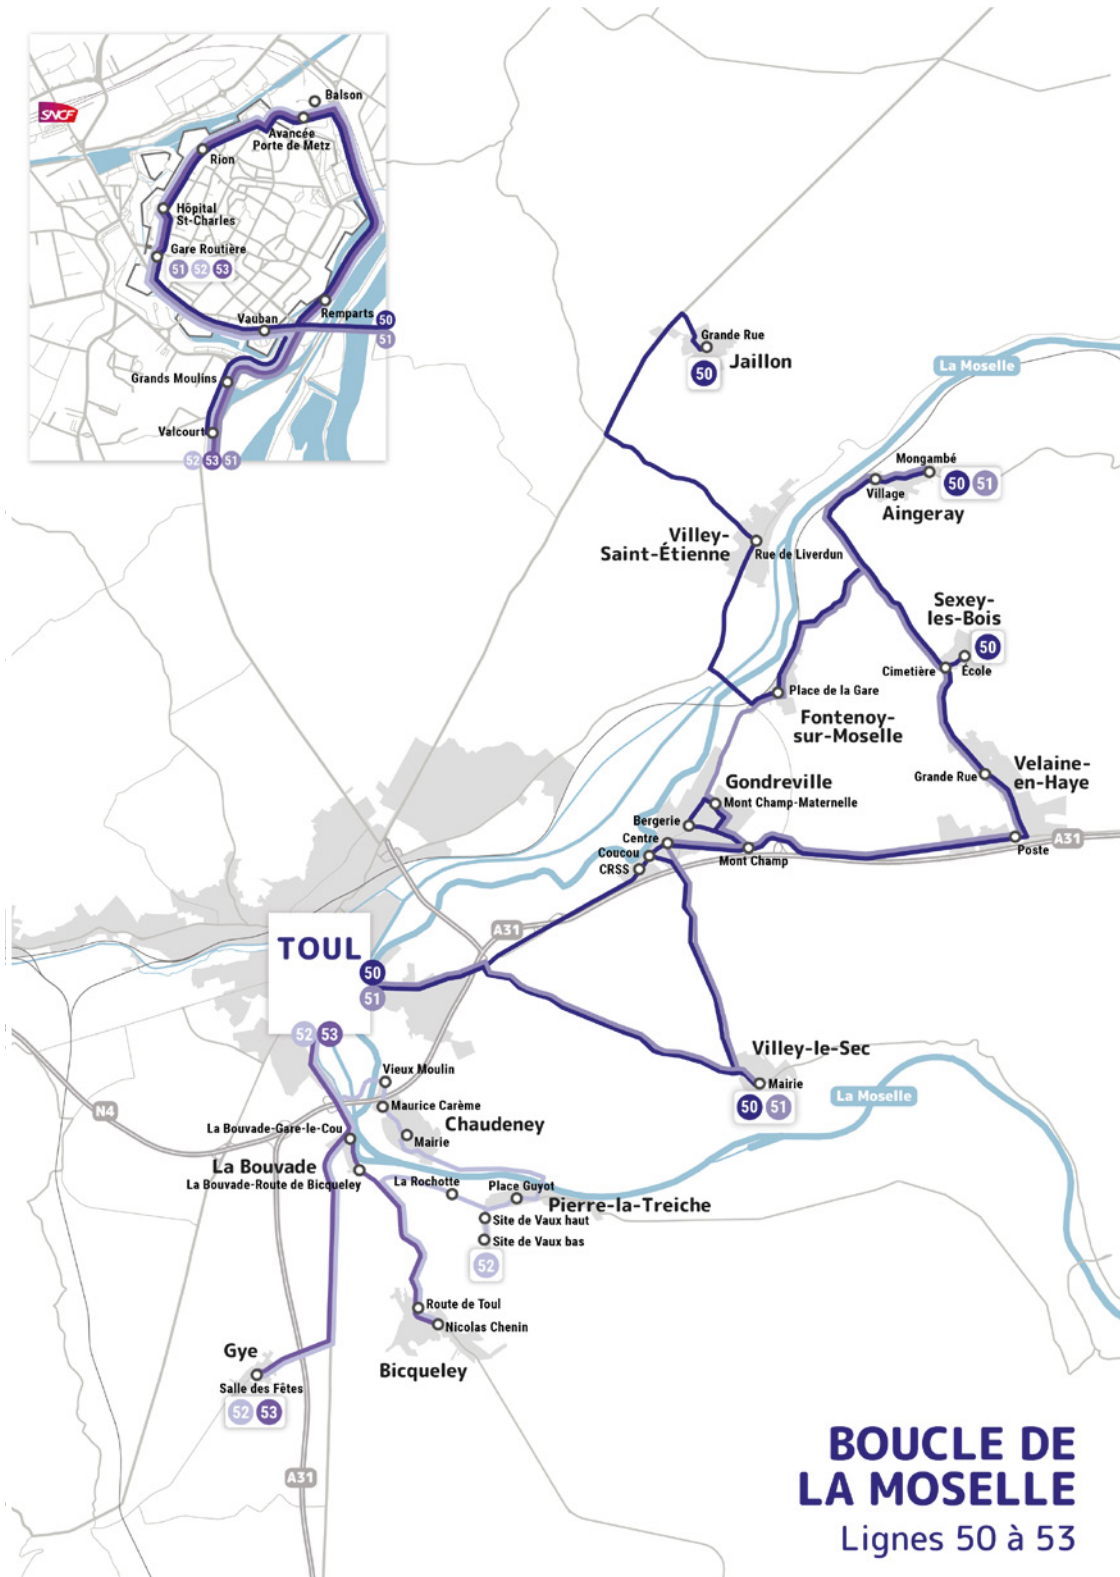 SNCF
Balson
Avancée
Porte de Metz
Rion
Hôpital
St-Charles
Gare Routière
51 52 53
Vauban
Remparts
50
51
Grands Moulins
Valcourt
52 53 51
Grande Rue
Jaillon
50
La Moselle
Mongambé
50 51
Village
Aingeray
Villey-
Saint-Étienne
Rue de Liverdun
Sexey-
les-Bois
50
Cimetière
École
Place de la Gare
Fontenoy-
sur-Moselle
Velaine-
en-Haye
Grande Rue
Gondreville
Mont Champ-Maternelle
Bergerie
Centre
Coucou
CRSS
Mont Champ
Poste
A31
A31
TOUL
50
51
52 53
Villey-le-Sec
Mairie
50 51
La Moselle
Vieux Moulin
N4
Maurice Carème
Chaudeney
La Bouvade-Gare-le-Cou
Mairie
La Bouvade
La Bouvade-Route de Bicqueley
La Rochotte
Place Guyot
Pierre-la-Treiche
Site de Vaux haut
Site de Vaux bas
52
Route de Toul
Nicolas Chenin
Bicqueley
Gye
Salle des Fêtes
52 53
A31
BOUCLE DE
LA MOSELLE
Lignes 50 à 53